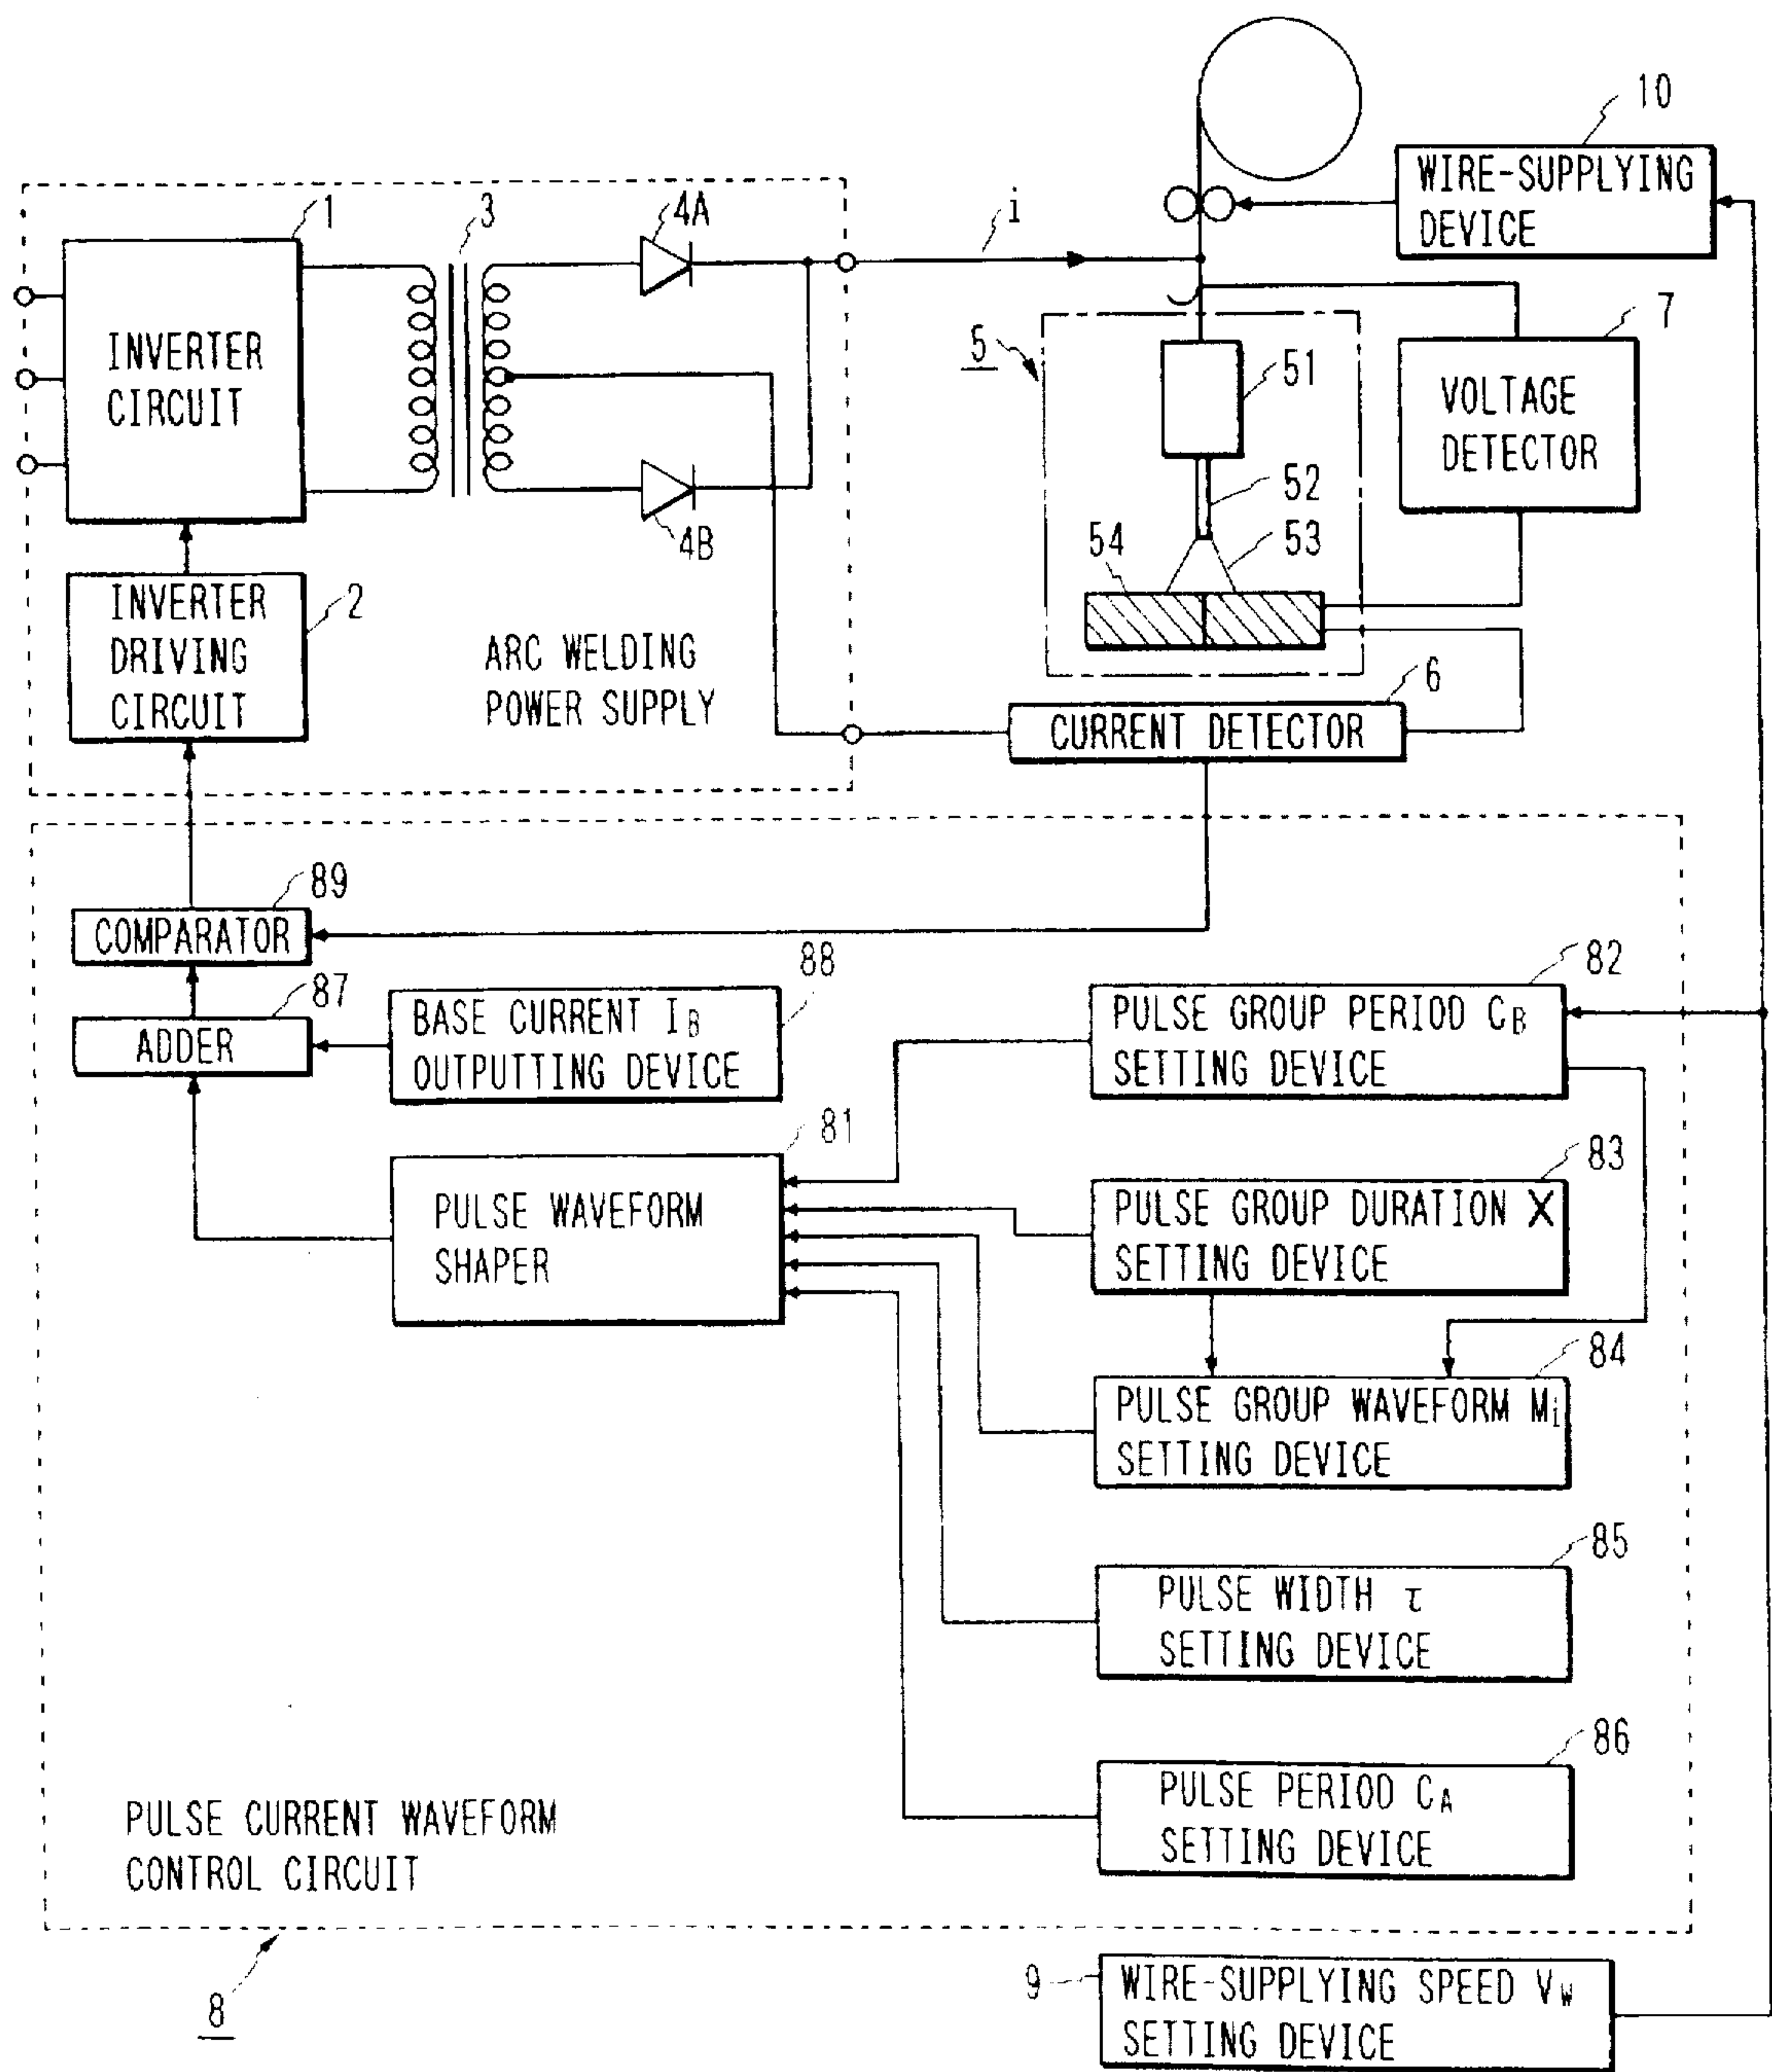 10
WIRE-SUPPLYING
DEVICE
1
3
4A
i
7
INVERTER
CIRCUIT
5
51
VOLTAGE
DETECTOR
4B
52
54
53
INVERTER
DRIVING
CIRCUIT
2
ARC WELDING
POWER SUPPLY
6
CURRENT DETECTOR
89
COMPARATOR
88
82
87
ADDER
BASE CURRENT IB
OUTPUTTING DEVICE
PULSE GROUP PERIOD CB
SETTING DEVICE
81
83
PULSE WAVEFORM
SHAPER
PULSE GROUP DURATION X
SETTING DEVICE
84
PULSE GROUP WAVEFORM Mi
SETTING DEVICE
85
PULSE WIDTH τ
SETTING DEVICE
86
PULSE PERIOD CA
SETTING DEVICE
PULSE CURRENT WAVEFORM
CONTROL CIRCUIT
8
9
WIRE-SUPPLYING SPEED VW
SETTING DEVICE